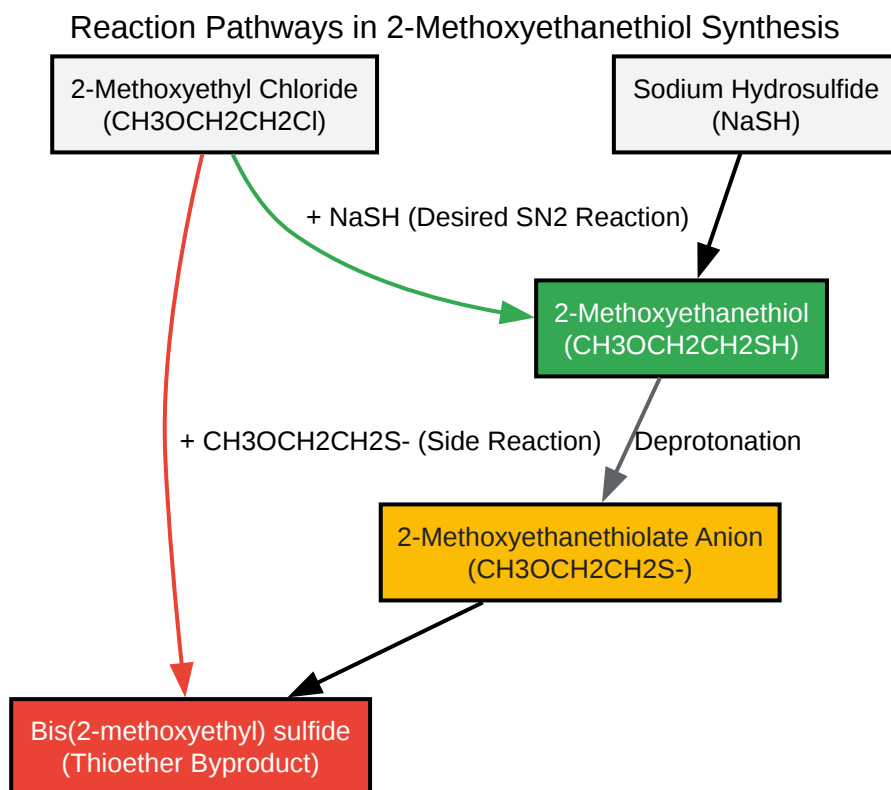 Reaction Pathways in 2-Methoxyethanethiol Synthesis
2-Methoxyethyl Chloride
(CH3OCH2CH2Cl)
Sodium Hydrosulfide
(NaSH)
+ NaSH (Desired SN2 Reaction)
2-Methoxyethanethiol
(CH3OCH2CH2SH)
+ CH3OCH2CH2S- (Side Reaction)
Deprotonation
2-Methoxyethanethiolate Anion
(CH3OCH2CH2S-)
Bis(2-methoxyethyl) sulfide
(Thioether Byproduct)